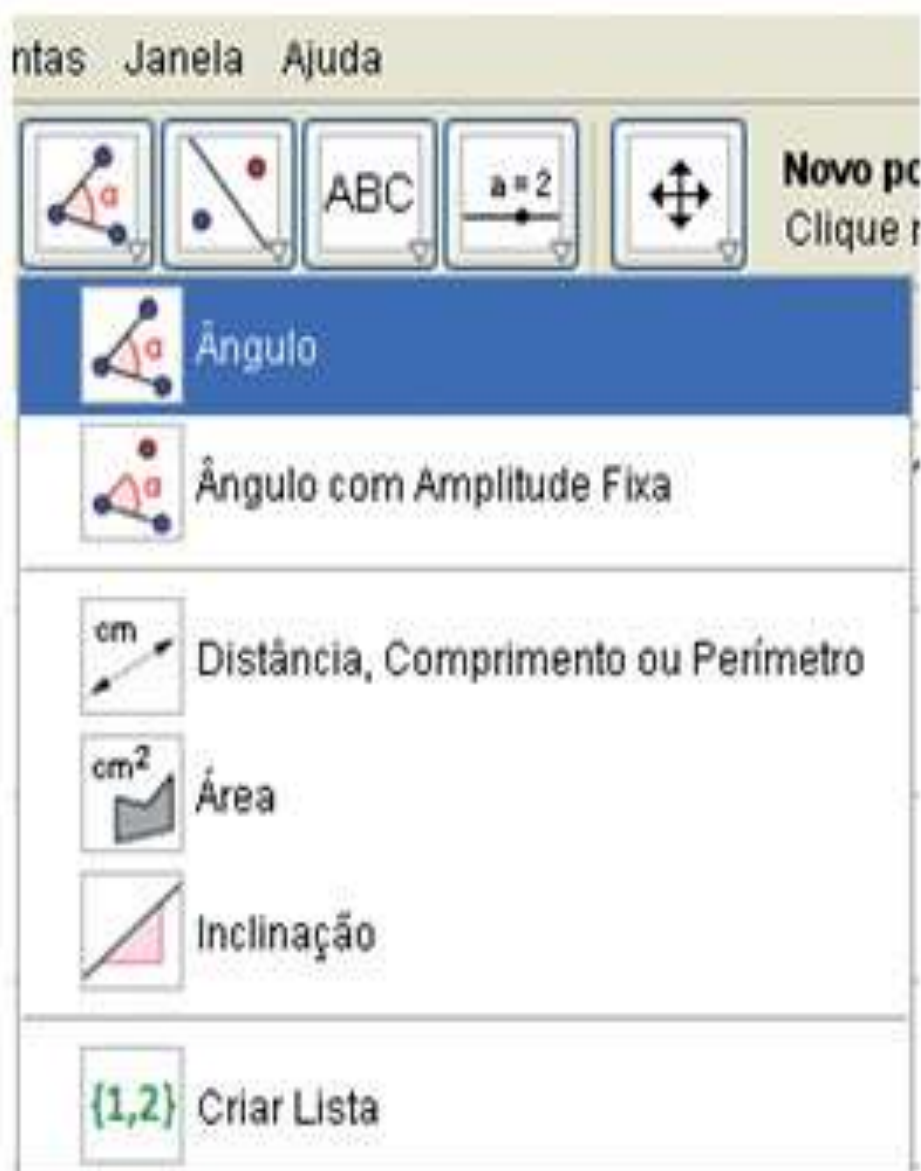 ntas Janela Ajuda
α ABC a = 2 Novo po
Clique
α Ângulo
α Ângulo com Amplitude Fixa
cm Distância, Comprimento ou Perímetro
cm² Área
Inclinação
{1,2} Criar Lista